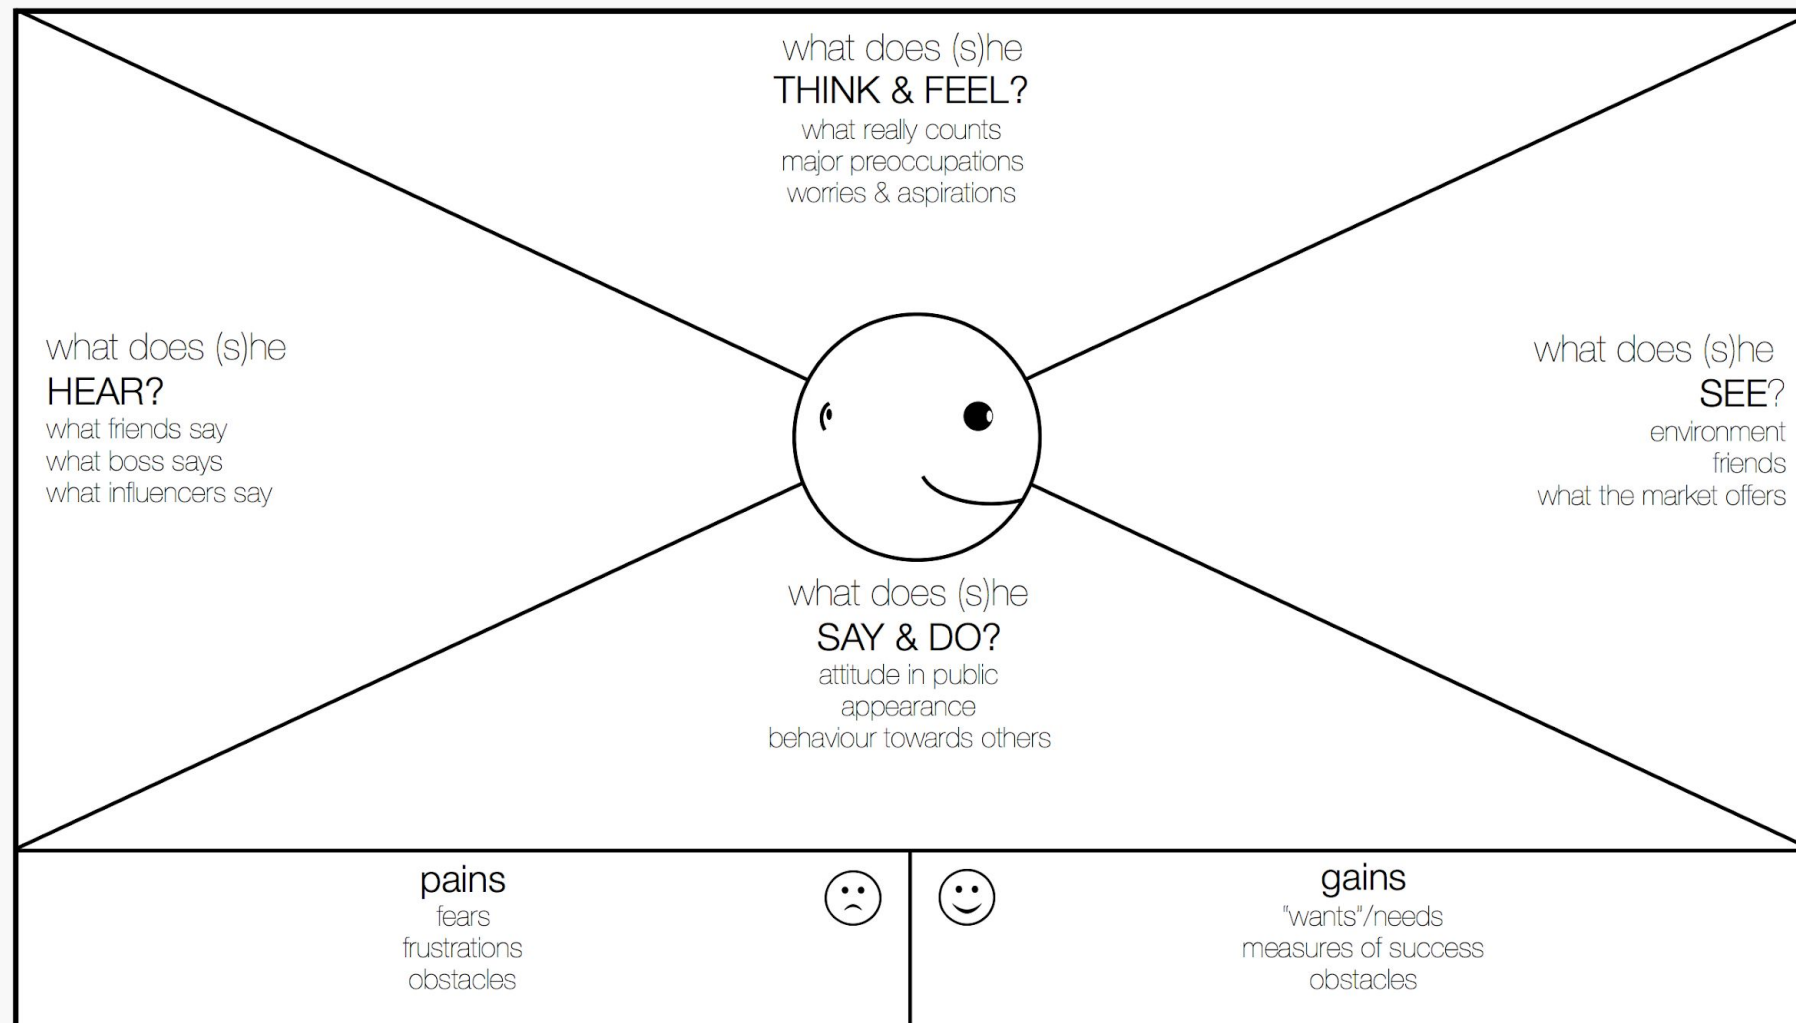 what does (s)he
THINK & FEEL?
what really counts
major preoccupations
worries & aspirations
what does (s)he
HEAR?
what friends say
what boss says
what influencers say
what does (s)he
SEE?
environment
friends
what the market offers
what does (s)he
SAY & DO?
attitude in public
appearance
behaviour towards others
pains
fears
frustrations
obstacles
gains
"wants"/needs
measures of success
obstacles